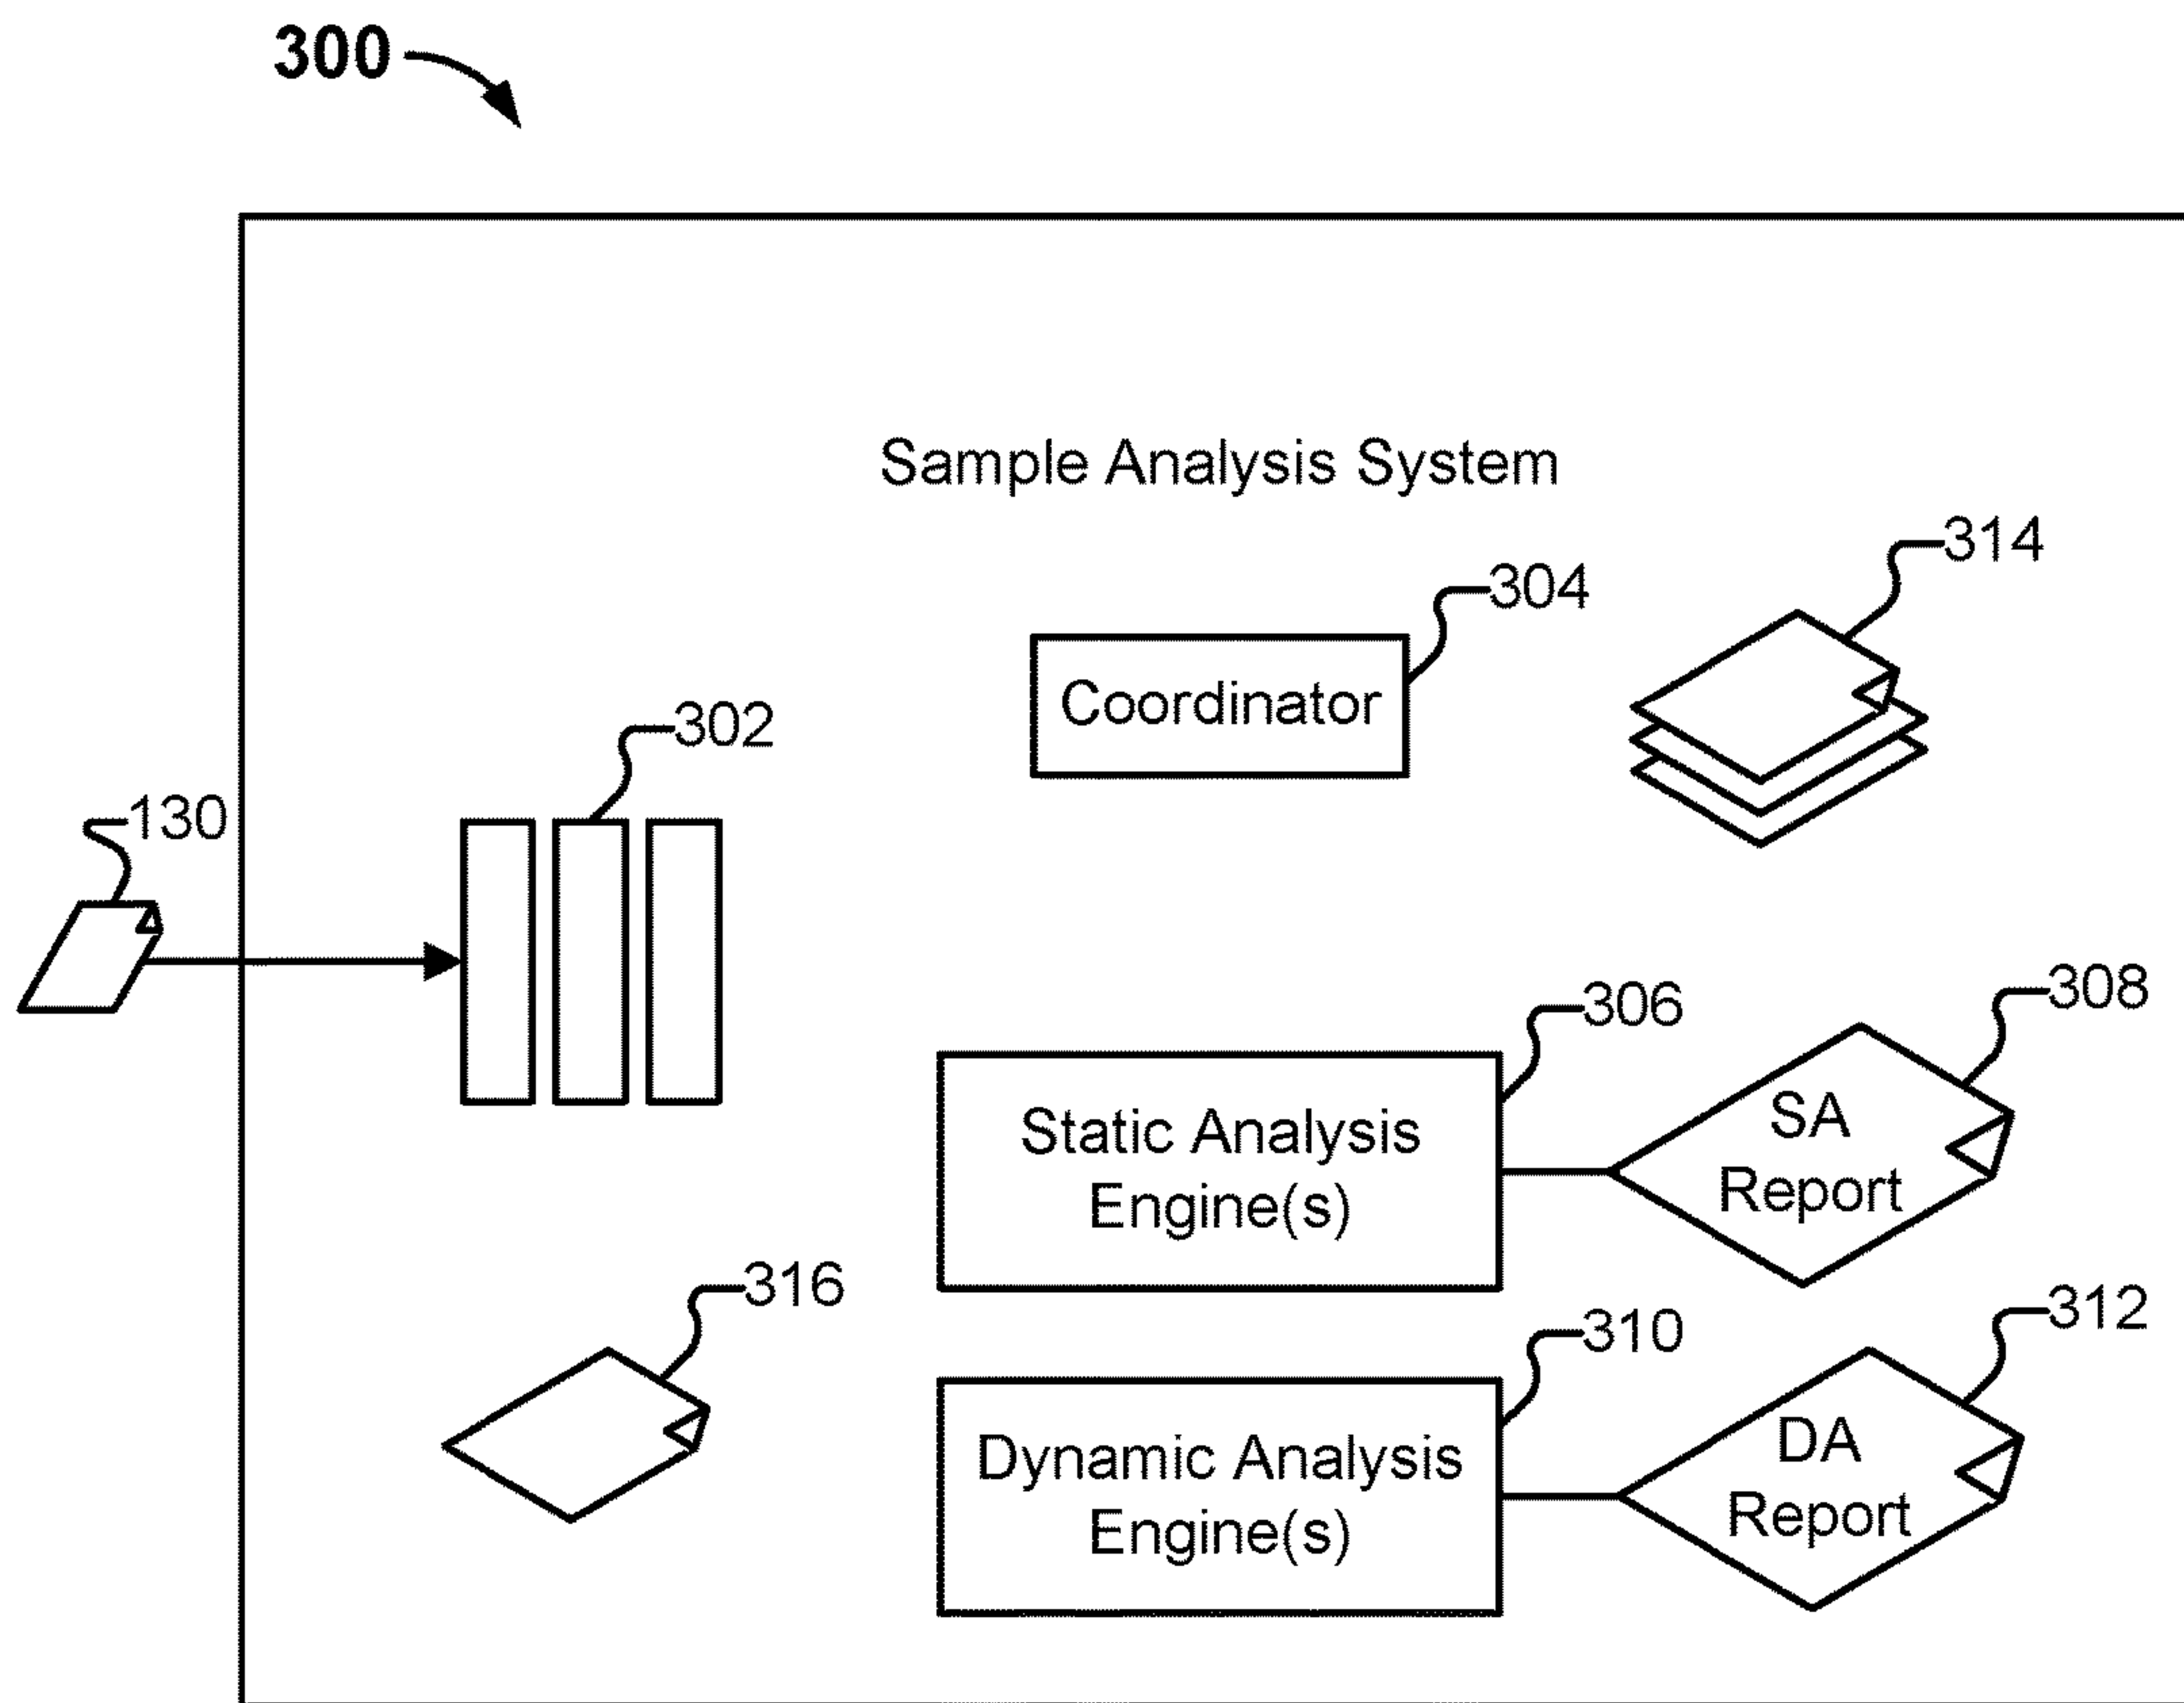 300
Sample Analysis System
314
304
Coordinator
302
130
306
308
Static Analysis
Engine(s)
SA
Report
316
310
312
Dynamic Analysis
Engine(s)
DA
Report